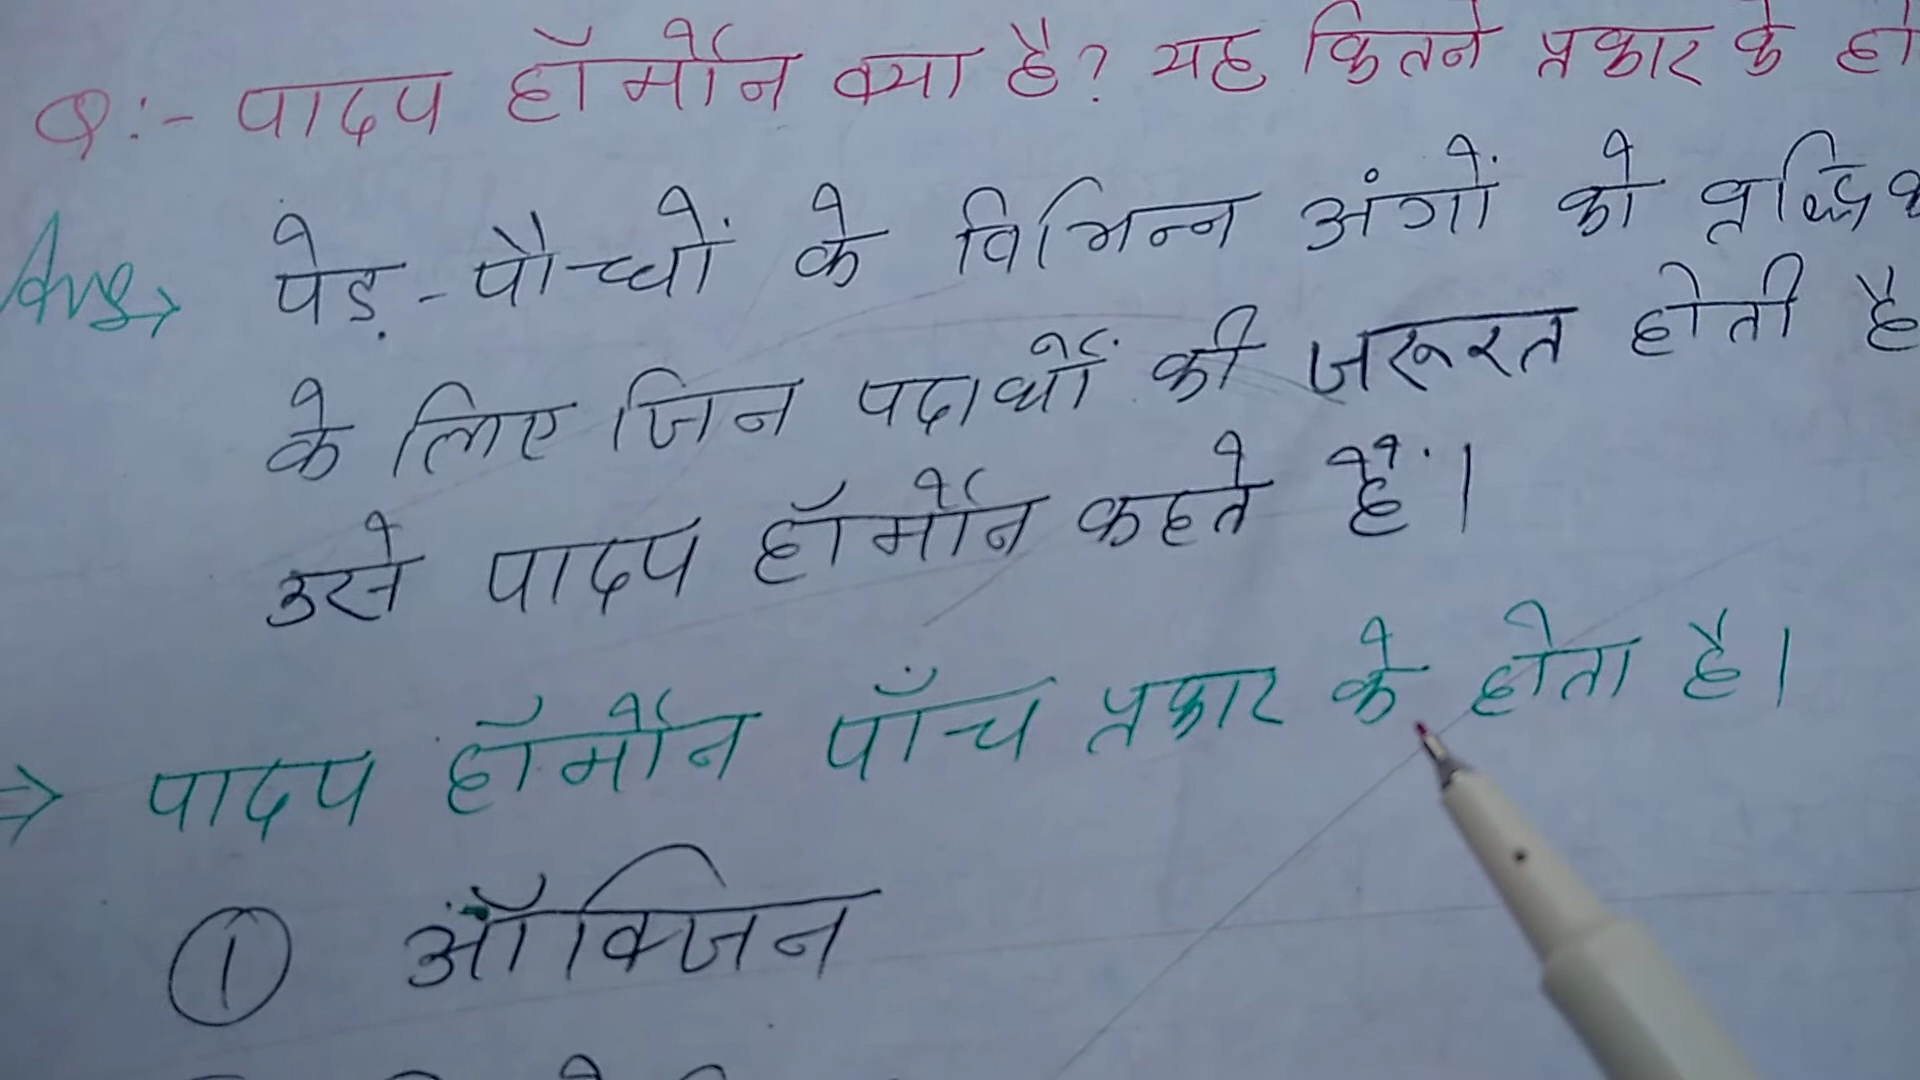 Q:- पादप हॉर्मोन क्या है? यह कितने प्रकार के हो
Ans→ पेड़-पौच्धों के विभिन्न अंगों को वृद्धि
के लिए जिन पदार्थों की जरूरत होती है
उसे पादप हॉर्मोन कहते हैं।
⇒ पादप हॉर्मोन पाँच प्रकार के होता है।
① ऑक्जिन